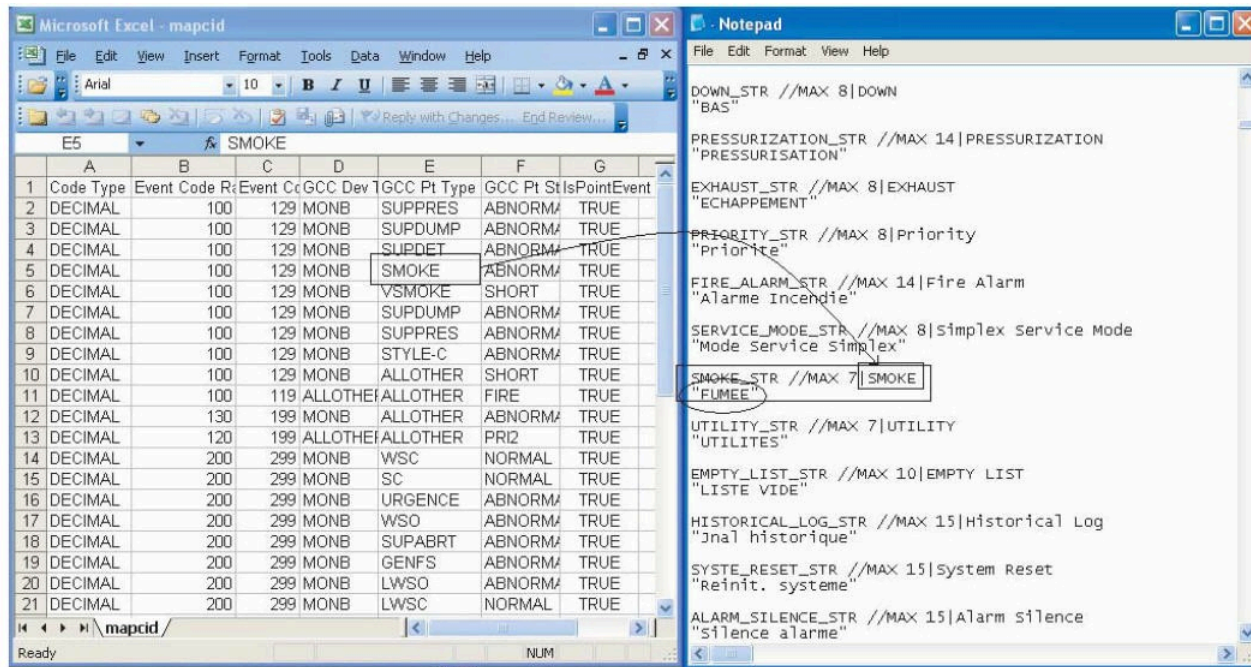 Microsoft Excel - mapcid
File Edit View Insert Format Tools Data Window Help
Arial 10 B I U
Reply with Changes... End Review...
E5 fx SMOKE
A B C D E F G
1 Code Type Event Code Ra Event Co GCC Dev T GCC Pt Type GCC Pt St IsPointEvent
2 DECIMAL 100 129 MONB SUPPRES ABNORMA TRUE
3 DECIMAL 100 129 MONB SUPDUMP ABNORMA TRUE
4 DECIMAL 100 129 MONB SUPDET ABNORMA TRUE
5 DECIMAL 100 129 MONB SMOKE ABNORMA TRUE
6 DECIMAL 100 129 MONB VSMOKE SHORT TRUE
7 DECIMAL 100 129 MONB SUPDUMP ABNORMA TRUE
8 DECIMAL 100 129 MONB SUPPRES ABNORMA TRUE
9 DECIMAL 100 129 MONB STYLE-C ABNORMA TRUE
10 DECIMAL 100 129 MONB ALLOTHER SHORT TRUE
11 DECIMAL 100 119 ALLOTHER ALLOTHER FIRE TRUE
12 DECIMAL 130 199 MONB ALLOTHER ABNORMA TRUE
13 DECIMAL 120 199 ALLOTHER ALLOTHER PRI2 TRUE
14 DECIMAL 200 299 MONB WSC NORMAL TRUE
15 DECIMAL 200 299 MONB SC NORMAL TRUE
16 DECIMAL 200 299 MONB URGENCE ABNORMA TRUE
17 DECIMAL 200 299 MONB WSO ABNORMA TRUE
18 DECIMAL 200 299 MONB SUPABRT ABNORMA TRUE
19 DECIMAL 200 299 MONB GENFS ABNORMA TRUE
20 DECIMAL 200 299 MONB LWSO ABNORMA TRUE
21 DECIMAL 200 299 MONB LWSC NORMAL TRUE
mapcid
Ready NUM
- Notepad
File Edit Format View Help
DOWN_STR //MAX 8|DOWN
"BAS"
PRESSURIZATION_STR //MAX 14|PRESSURIZATION
"PRESSURISATION"
EXHAUST_STR //MAX 8|EXHAUST
"ECHAPPEMENT"
PRIORITY_STR //MAX 8|Priority
"Priorite"
FIRE_ALARM_STR //MAX 14|Fire Alarm
"Alarme Incendie"
SERVICE_MODE_STR //MAX 8|Simplex Service Mode
"Mode Service Simplex"
SMOKE_STR //MAX 7|SMOKE
"FUMEE"
UTILITY_STR //MAX 7|UTILITY
"UTILITES"
EMPTY_LIST_STR //MAX 10|EMPTY LIST
"LISTE VIDE"
HISTORICAL_LOG_STR //MAX 15|Historical Log
"Jnal historique"
SYSTE_RESET_STR //MAX 15|System Reset
"Reinit. systeme"
ALARM_SILENCE_STR //MAX 15|Alarm Silence
"Silence alarme"